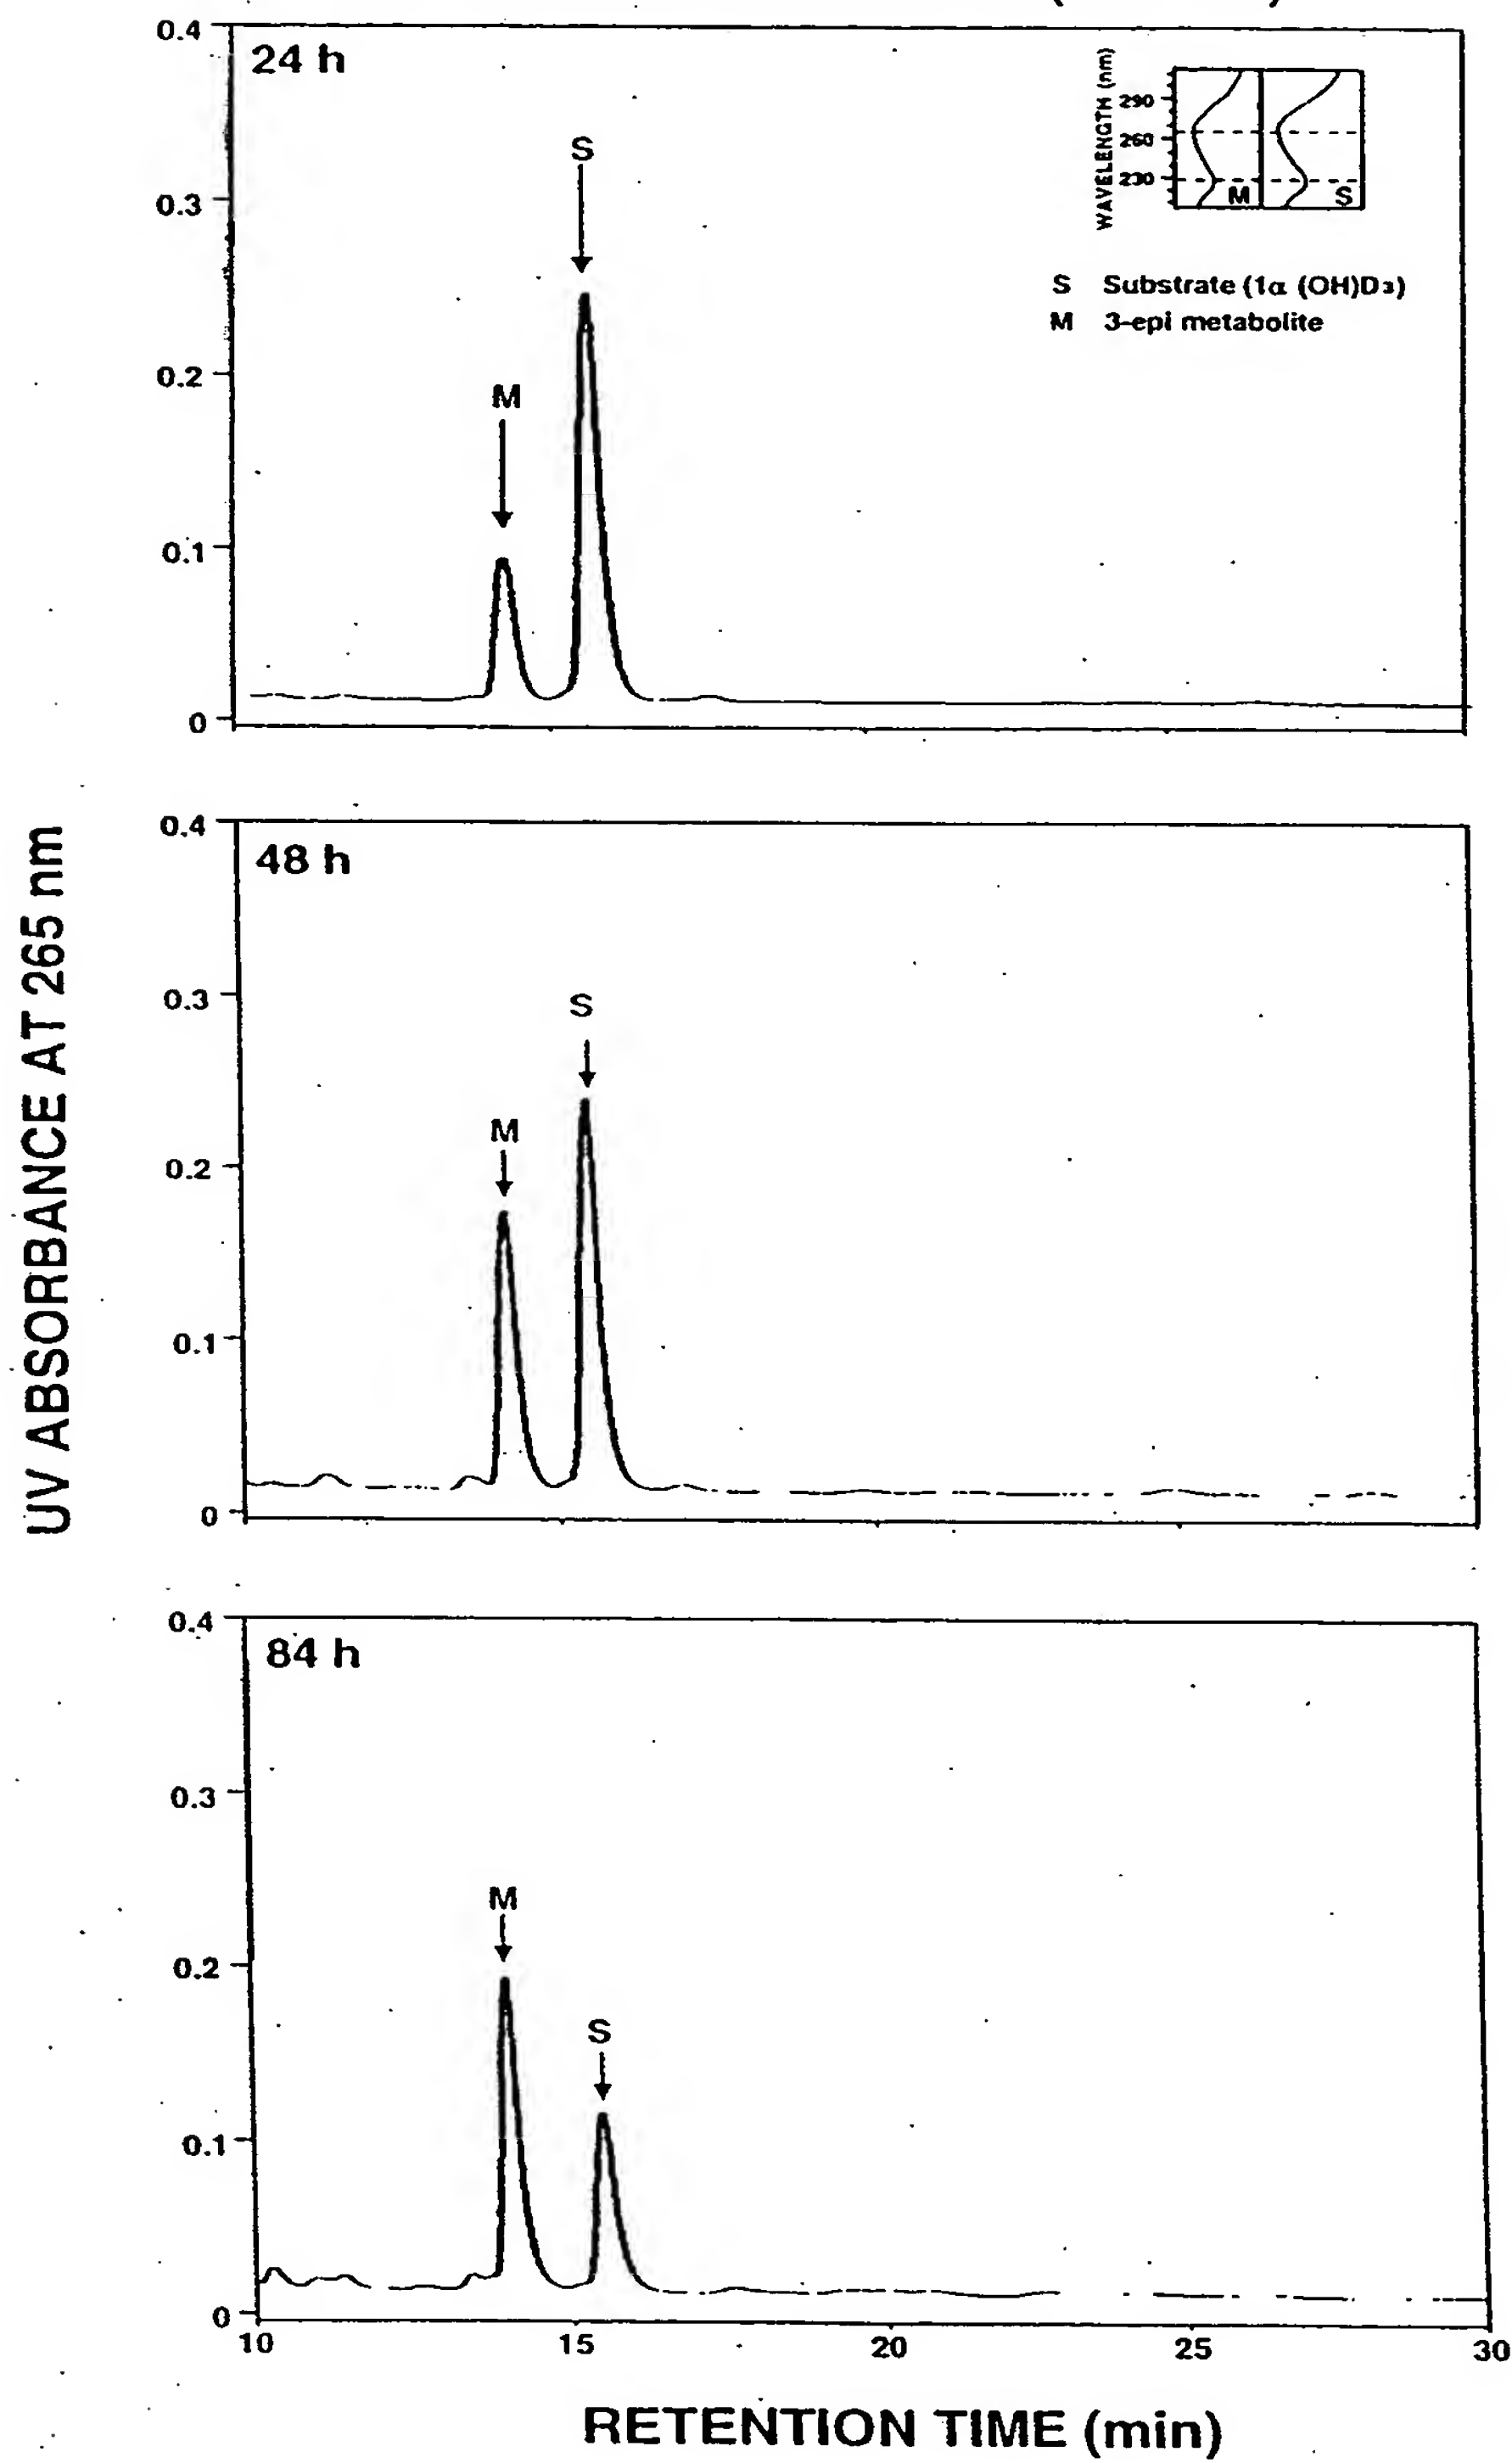 UV ABSORBANCE AT 265 nm
0.4
24 h
0.3
0.2
0.1
0
S
M
WAVELENGTH (nm)
290
260
230
M
S
S Substrate (1α (OH)D3)
M 3-epi metabolite
0.4
48 h
0.3
0.2
0.1
0
S
M
0.4
84 h
0.3
0.2
0.1
0
M
S
10 15 20 25 30
RETENTION TIME (min)